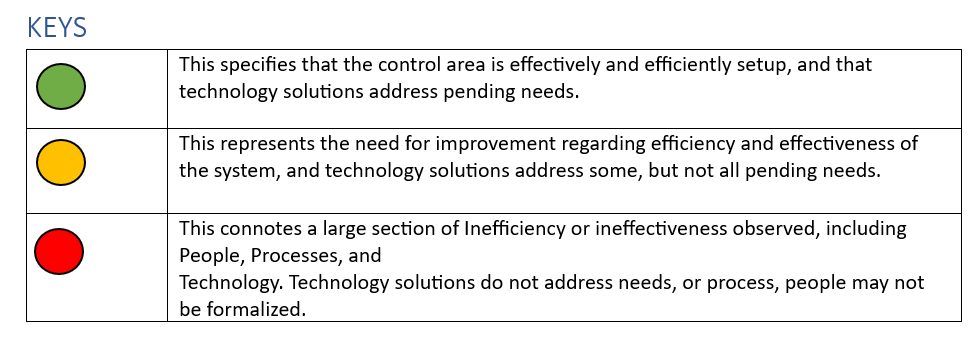 KEYS
This specifies that the control area is effectively and efficiently setup, and that
technology solutions address pending needs.
This represents the need for improvement regarding efficiency and effectiveness of
the system, and technology solutions address some, but not all pending needs.
This connotes a large section of Inefficiency or ineffectiveness observed, including
People, Processes, and
Technology. Technology solutions do not address needs, or process, people may not
be formalized.